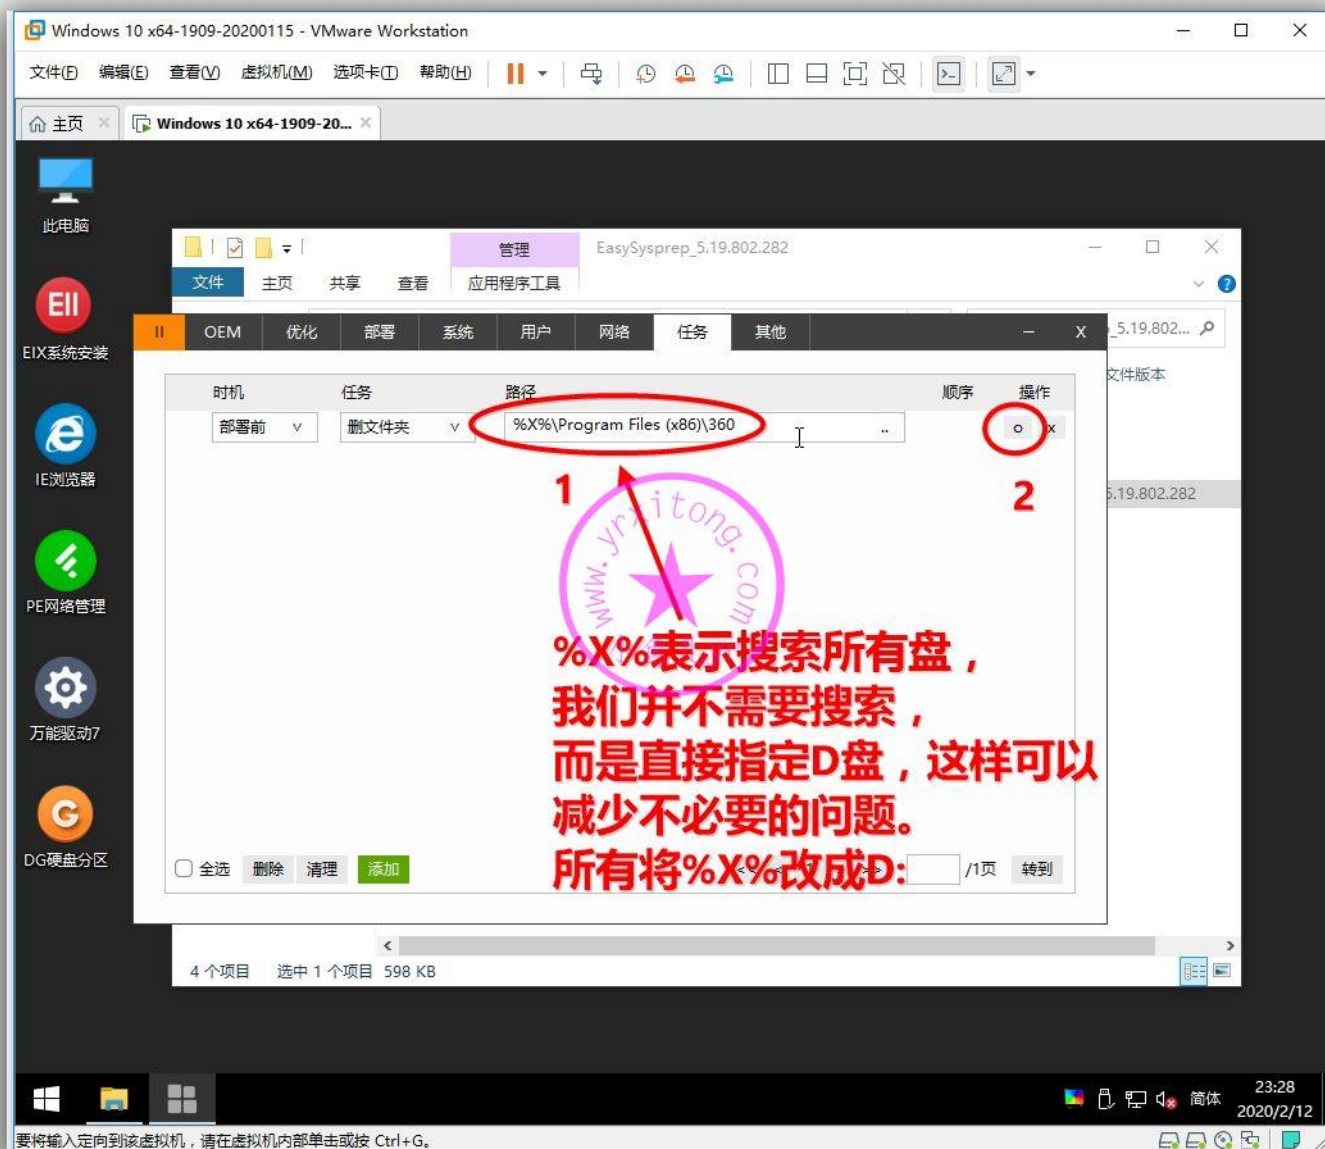 Windows 10 x64-1909-20200115 - VMware Workstation
文件(F) 编辑(E) 查看(V) 虚拟机(M) 选项卡(T) 帮助(H)
主页 Windows 10 x64-1909-20...
此电脑
管理 EasySysprep_5.19.802.282
文件 主页 共享 查看 应用程序工具
EII
EIX系统安装
II OEM 优化 部署 系统 用户 网络 任务 其他 － X
_5.19.802...
文件版本
时机 任务 路径 顺序 操作
部署前 v 删文件夹 v %X%\Program Files (x86)\360 .. o x
IE浏览器
1 2
5.19.802.282
www.yrxitong.com
PE网络管理
%X%表示搜索所有盘，
我们并不需要搜索，
而是直接指定D盘，这样可以
减少不必要的问题。
所有将%X%改成D:
万能驱动7
G
DG硬盘分区
全选 删除 清理 添加 /1页 转到
4 个项目 选中 1 个项目 598 KB
简体 23:28
2020/2/12
要将输入定向到该虚拟机，请在虚拟机内部单击或按 Ctrl+G。